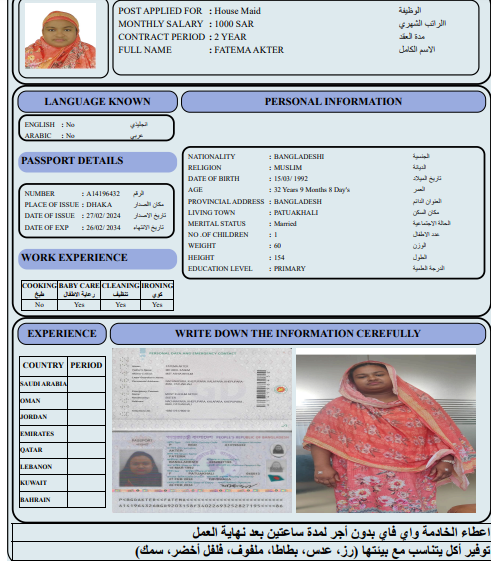 POST APPLIED FOR : House Maid الوظيفة
MONTHLY SALARY : 1000 SAR الراتب الشهري
CONTRACT PERIOD : 2 YEAR مدة العقد
FULL NAME : FATEMA AKTER الاسم الكامل
LANGUAGE KNOWN
ENGLISH : No انجليذي
ARABIC : No عربي
PASSPORT DETAILS
NUMBER : A14196432 الرقم
PLACE OF ISSUE : DHAKA مكان الصدار
DATE OF ISSUE : 27/02/ 2024 تاريخ الاصدار
DATE OF EXP : 26/02/ 2034 تاريخ الانتهاء
WORK EXPERIENCE
COOKING BABY CARE CLEANING IRONING
طبخ رعاية الاطفال تنظيف كوي
No Yes Yes Yes
PERSONAL INFORMATION
NATIONALITY : BANGLADESHI الجنسية
RELIGION : MUSLIM الديانة
DATE OF BIRTH : 15/03/ 1992 تاريخ الميلاد
AGE : 32 Years 9 Months 8 Day's العمر
PROVINCIAL ADDRESS : BANGLADESH العنوان الدائم
LIVING TOWN : PATUAKHALI مكان السكن
MERITAL STATUS : Married الحالة الاجتماعية
NO .OF CHILDREN : 1 عدد الاطفال
WEIGHT : 60 الوزن
HEIGHT : 154 الطول
EDUCATION LEVEL : PRIMARY الدرجة العلمية
EXPERIENCE
COUNTRY PERIOD
SAUDI ARABIA
OMAN
JORDAN
EMIRATES
QATAR
LEBANON
KUWAIT
BAHRAIN
WRITE DOWN THE INFORMATION CEREFULLY
PERSONAL DATA AND EMERGENCY CONTACT
اعطاء الخادمة واي فاي بدون أجر لمدة ساعتين بعد نهاية العمل
توفير أكل يتناسب مع بيئتها (رز، عدس، بطاطا، ملفوف، فلفل أخضر، سمك)